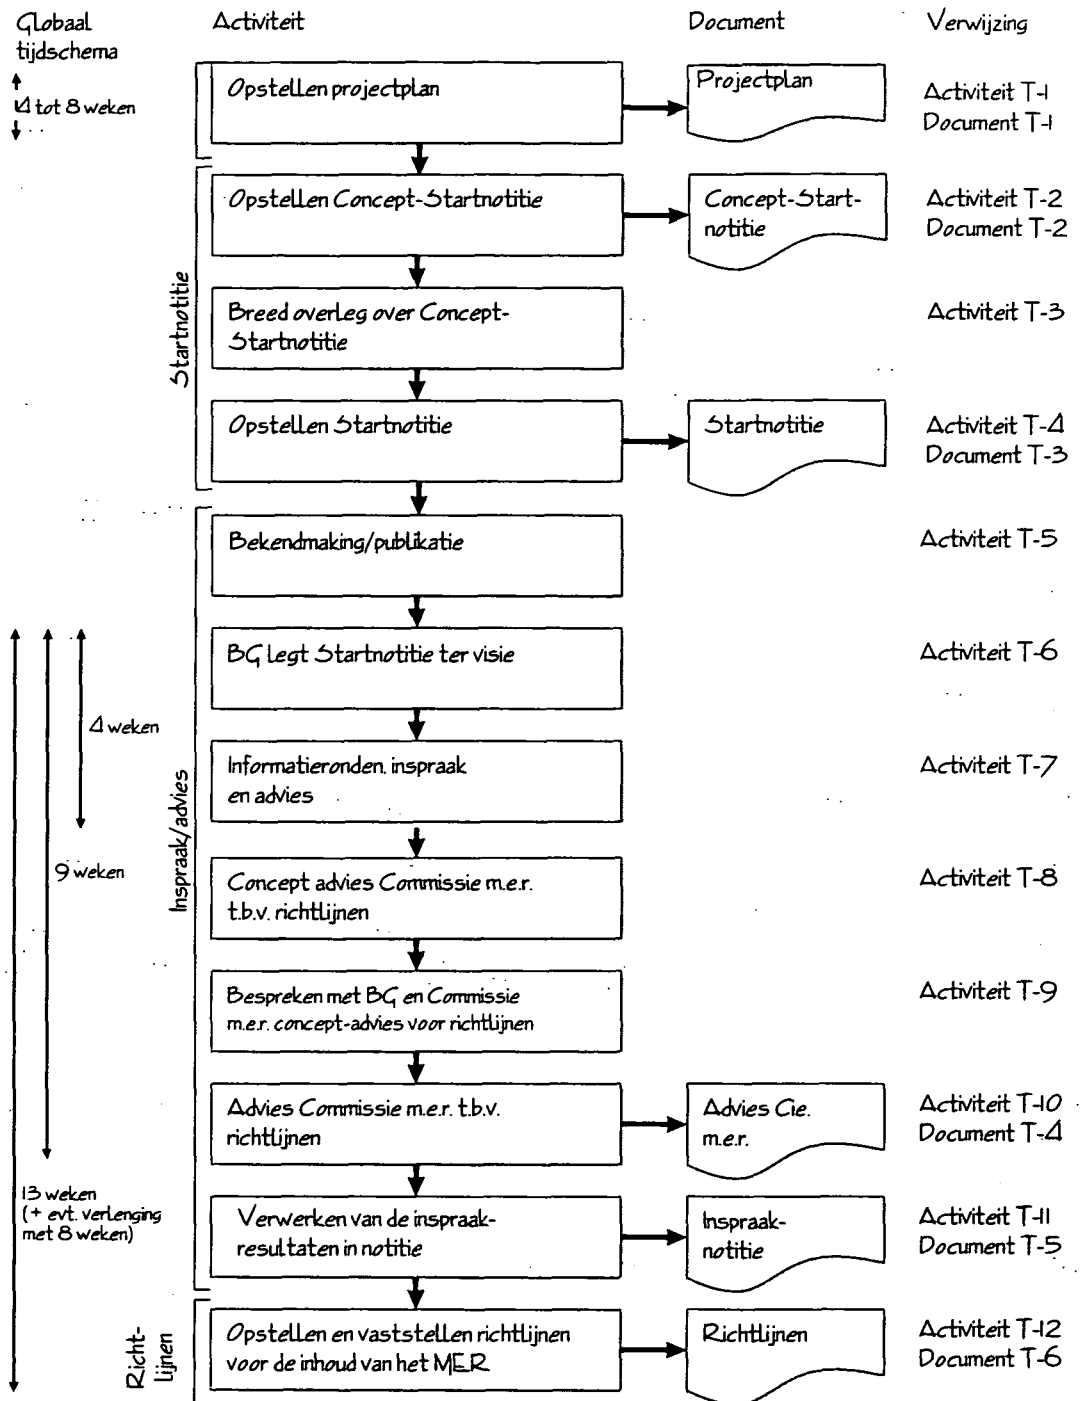 Globaal
tijdschema
Activiteit
Document
Verwijzing
4 tot 8 weken
Opstellen projectplan
Projectplan
Activiteit T-1
Document T-1
Startnotitie
Opstellen Concept-Startnotitie
Concept-Start-
notitie
Activiteit T-2
Document T-2
Breed overleg over Concept-
Startnotitie
Activiteit T-3
Opstellen Startnotitie
Startnotitie
Activiteit T-4
Document T-3
Inspraak/advies
Bekendmaking/publikatie
Activiteit T-5
BG legt Startnotitie ter visie
Activiteit T-6
4 weken
Informatieronden, inspraak
en advies
Activiteit T-7
9 weken
Concept advies Commissie m.e.r.
t.b.v. richtlijnen
Activiteit T-8
Bespreken met BG en Commissie
m.e.r. concept-advies voor richtlijnen
Activiteit T-9
Advies Commissie m.e.r. t.b.v.
richtlijnen
Advies Cie.
m.e.r.
Activiteit T-10
Document T-4
13 weken
(+ evt. verlenging
met 8 weken)
Verwerken van de inspraak-
resultaten in notitie
Inspraak-
notitie
Activiteit T-11
Document T-5
Richt-
lijnen
Opstellen en vaststellen richtlijnen
voor de inhoud van het MER
Richtlijnen
Activiteit T-12
Document T-6